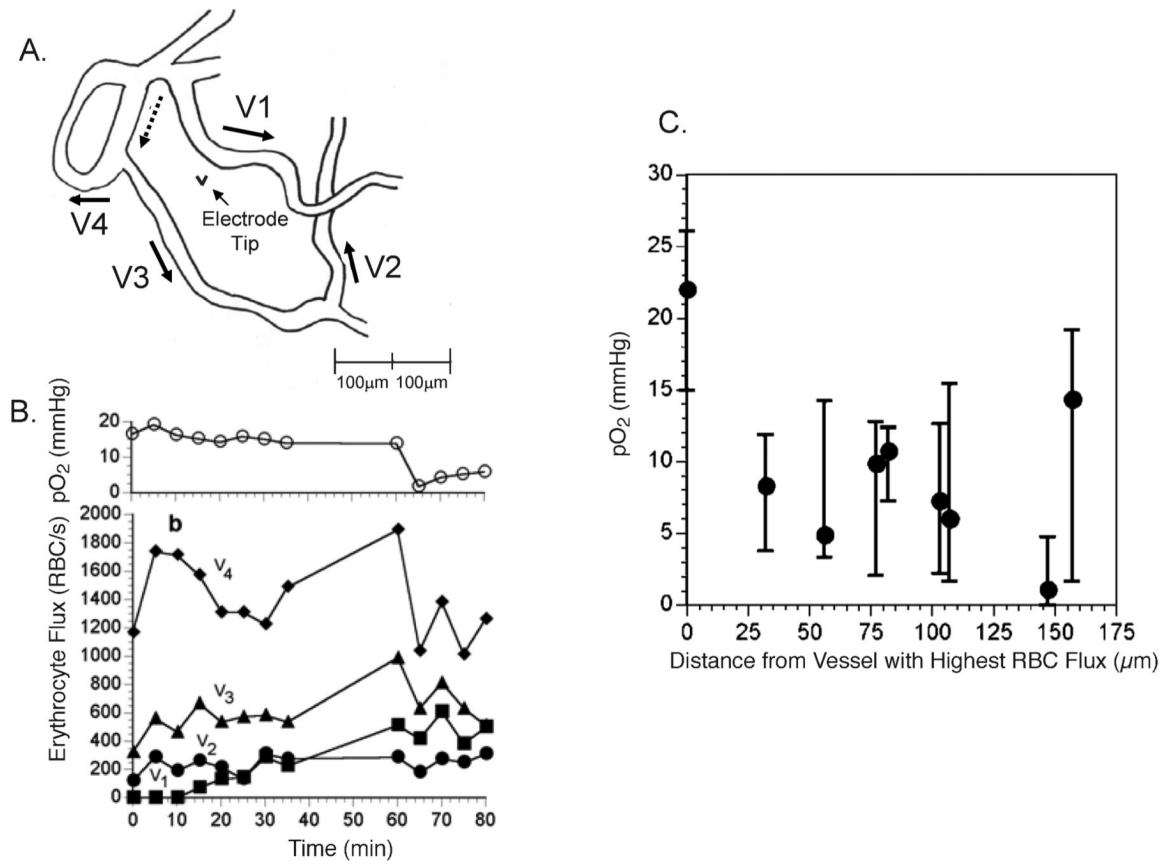 A.
V1
V4
V3
Electrode
Tip
V2
100µm 100µm
B.
pO2 (mmHg)
20
10
0
Erythrocyte Flux (RBC/s)
b
2000
1800
1600
1400
1200
1000
800
600
400
200
0
V4
V3
V2
V1
0 10 20 30 40 50 60 70 80
Time (min)
C.
pO2 (mmHg)
30
25
20
15
10
5
0
0 25 50 75 100 125 150 175
Distance from Vessel with Highest RBC Flux (µm)